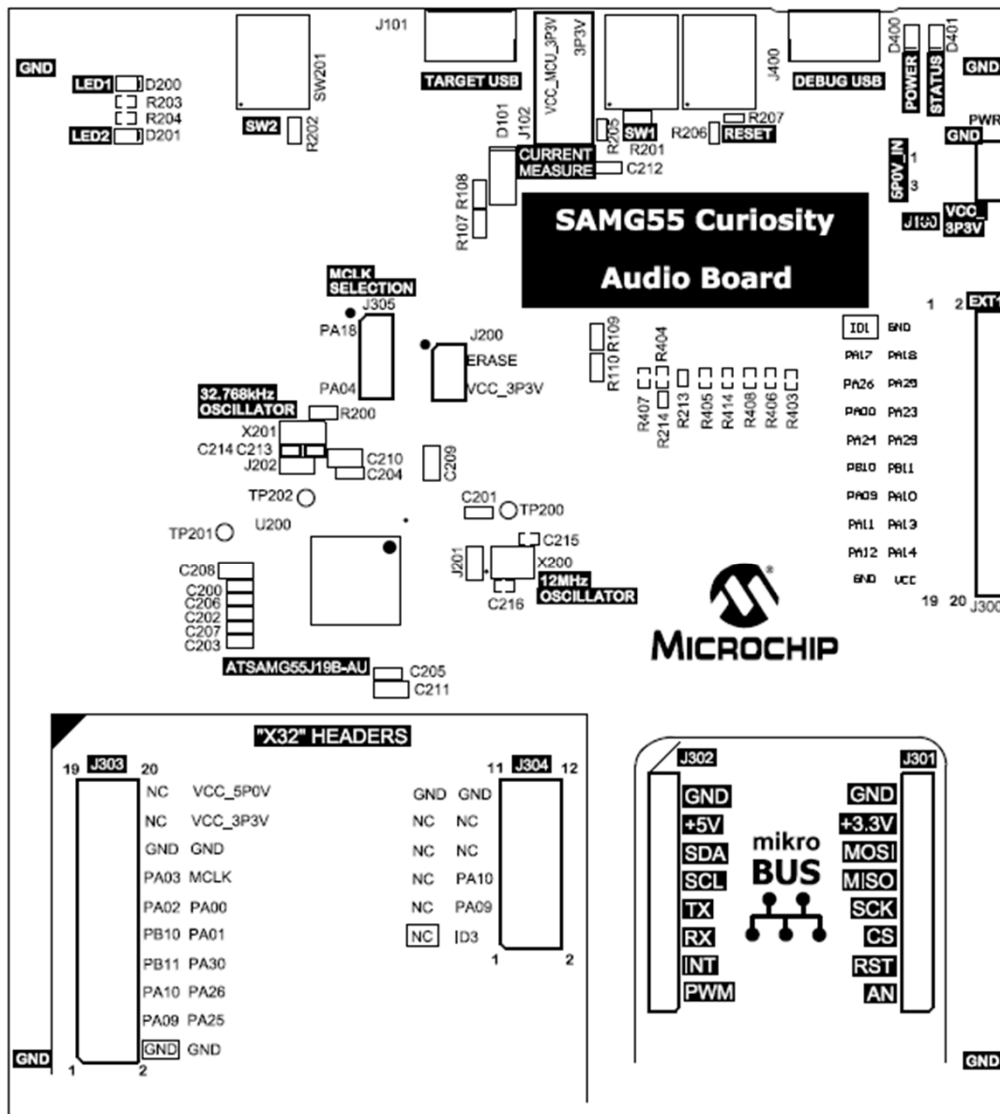 J101
TARGET USB
SW201
SW2
R202
GND
LED1
D200
R203
R204
LED2
D201
VCC_MCU_3P3V
3P3V
D101
J102
CURRENT
MEASURE
R205
SW1
R201
C212
R206
R207
RESET
J400
DEBUG USB
D400
D401
POWER
STATUS
GND
PWR
GND
5P0V_IN
1
3
J100
VCC_
3P3V
R108
R107
SAMG55 Curiosity
Audio Board
MCLK
SELECTION
J305
PA18
PA04
J200
ERASE
VCC_3P3V
R109
R110
R404
R407
R214
R213
R405
R414
R408
R406
R403
1 2 EXT1
ID1 GND
PA17 PA18
PA26 PA25
PA00 PA23
PA24 PA25
PB10 PB11
PA09 PA10
PA11 PA13
PA12 PA14
GND VCC
19 20 J300
32.768kHz
OSCILLATOR
R200
X201
C214 C213
J202
C210
C204
C209
TP202
U200
TP201
C201
TP200
C215
J201
X200
C216
12MHz
OSCILLATOR
C208
C200
C206
C202
C207
C203
ATSAMG55J19B-AU
C205
C211
MICROCHIP
®
"X32" HEADERS
19 J303 20
NC VCC_5P0V
NC VCC_3P3V
GND GND
PA03 MCLK
PA02 PA00
PB10 PA01
PB11 PA30
PA10 PA26
PA09 PA25
GND GND
1 2
GND
11 J304 12
GND GND
NC NC
NC NC
NC PA10
NC PA09
NC ID3
1 2
J302
GND
+5V
SDA
SCL
TX
RX
INT
PWM
mikro
BUS
J301
GND
+3.3V
MOSI
MISO
SCK
CS
RST
AN
GND